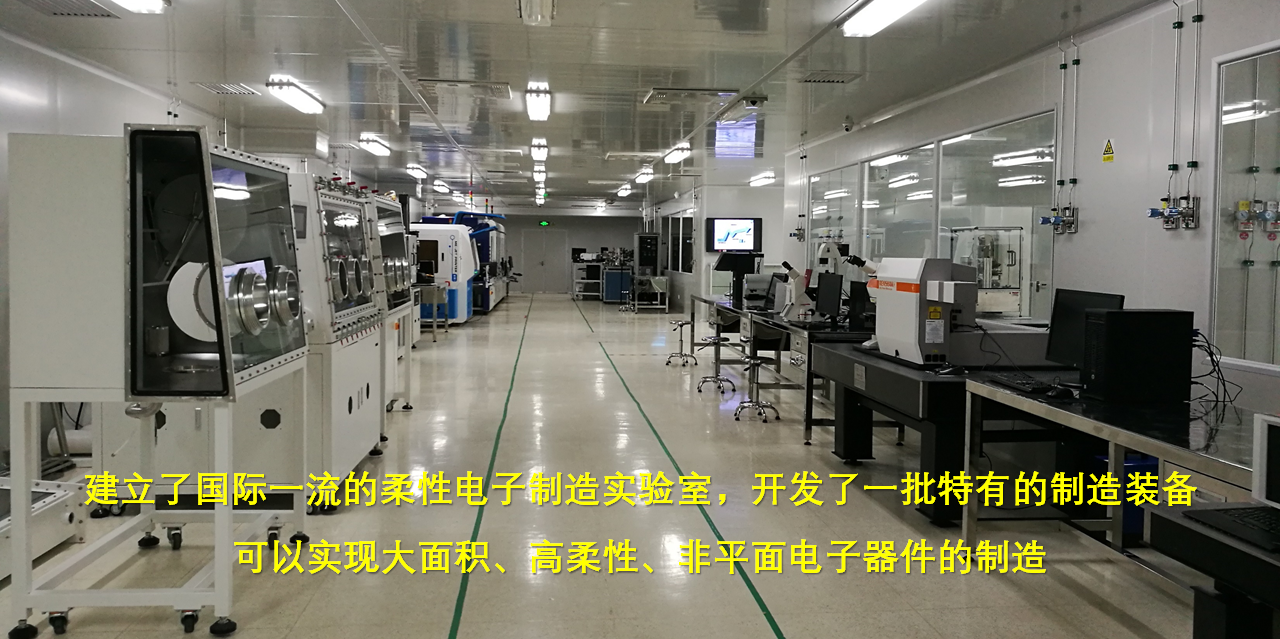 建立了国际一流的柔性电子制造实验室，开发了一批特有的制造装备
可以实现大面积、高柔性、非平面电子器件的制造